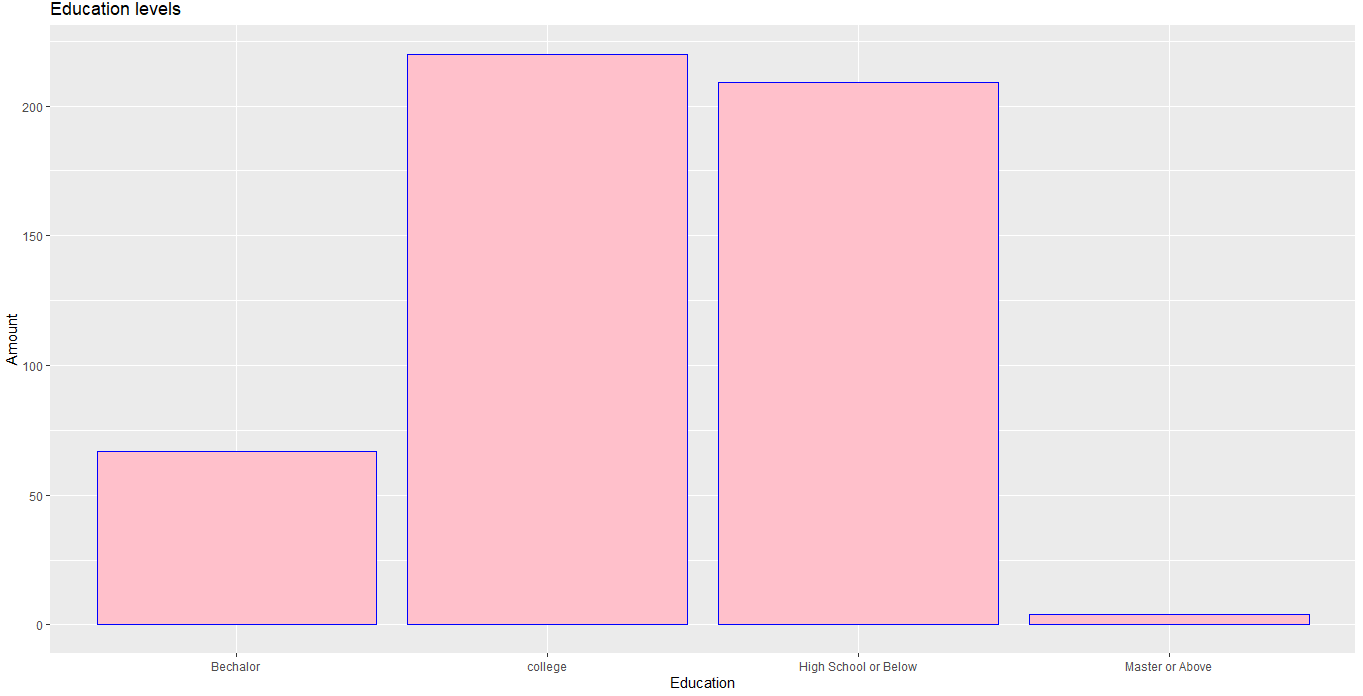 Education levels
Amount
200
150
100
50
0
Bechalor college High School or Below Master or Above
Education